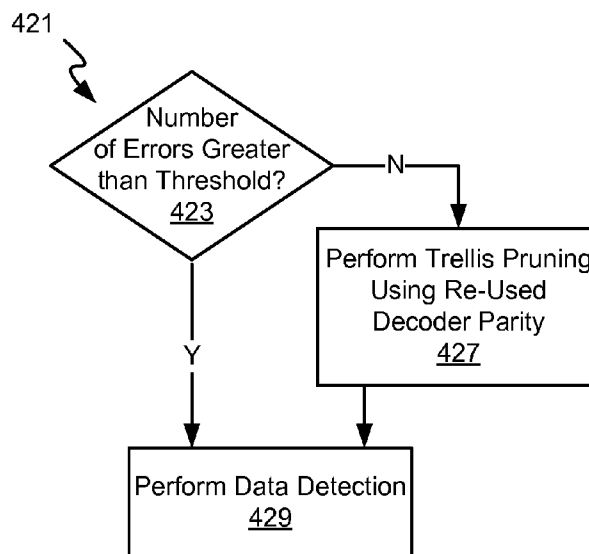 421
Number
of Errors Greater
than Threshold?
423
N
Perform Trellis Pruning
Using Re-Used
Decoder Parity
427
Y
Perform Data Detection
429